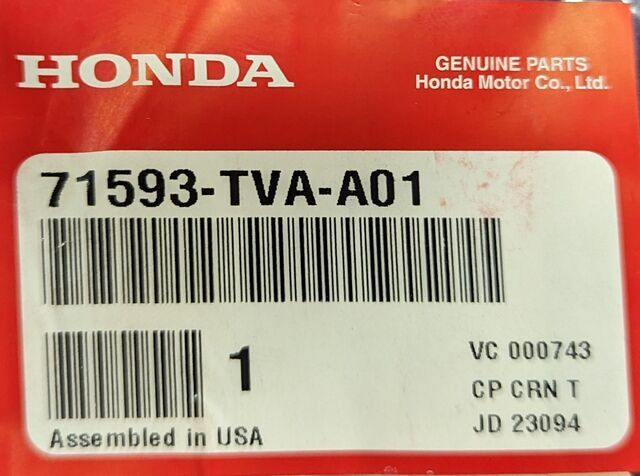 HONDA
GENUINE PARTS
Honda Motor Co., Ltd.
71593-TVA-A01
1
VC 000743
CP CRN T
JD 23094
Assembled in USA